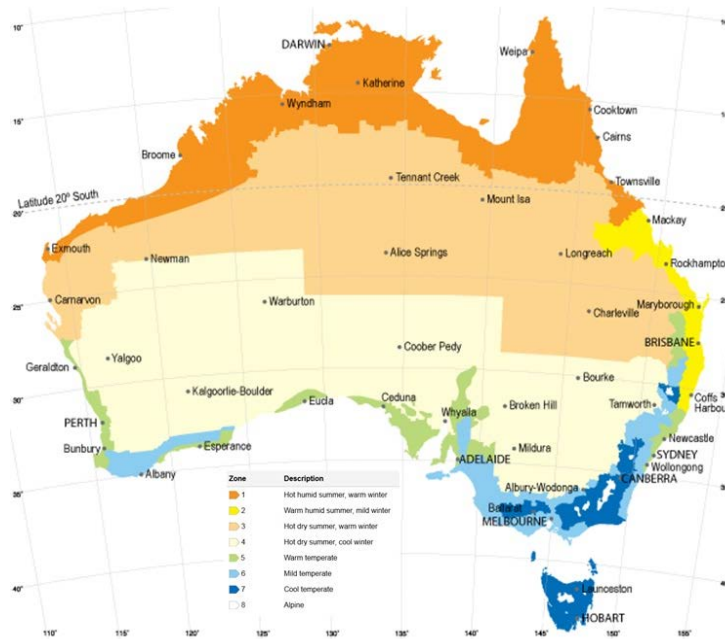 10°
DARWIN
Weipa
Katherine
Wyndham
Cooktown
15°
Cairns
Broome
Tennant Creek
Townsville
Latitude 20° South
Mount Isa
20°
Mackay
Exmouth
Newman
Alice Springs
Longreach
Rockhampto
25°
Carnarvon
Warburton
Maryborough
Charleville
BRISBANE
Coober Pedy
Geraldton
Yalgoo
Bourke
30°
Kalgoorlie-Boulder
Eucla
Ceduna
Broken Hill
Tamworth
Coffs
Harbou
PERTH
Whyalla
Newcastle
Bunbury
Esperance
Mildura
SYDNEY
Wollongong
Albany
ADELAIDE
CANBERRA
35°
Albury-Wodonga
Ballarat
MELBOURNE
Zone Description
1 Hot humid summer, warm winter
2 Warm humid summer, mild winter
3 Hot dry summer, warm winter
4 Hot dry summer, cool winter
5 Warm temperate
6 Mild temperate
7 Cool temperate
8 Alpine
40°
Launceston
HOBART
110° 115° 120° 125° 130° 135° 140° 145° 150° 155°